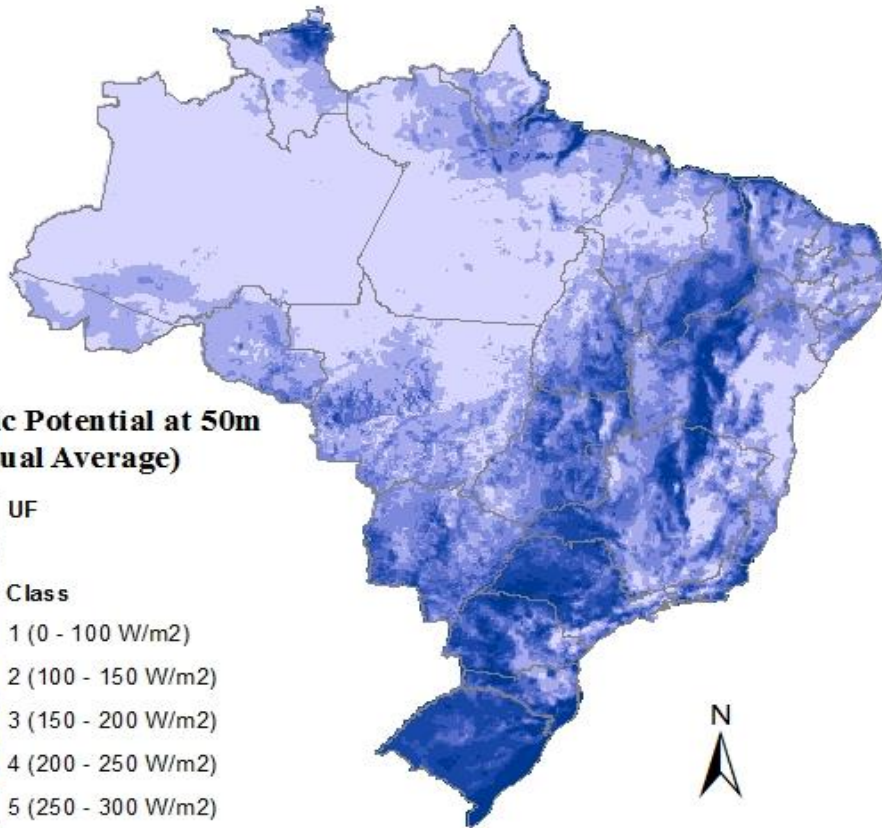 c Potential at 50m
ual Average)
UF
Class
1 (0 - 100 W/m2)
2 (100 - 150 W/m2)
3 (150 - 200 W/m2)
4 (200 - 250 W/m2)
5 (250 - 300 W/m2)
N